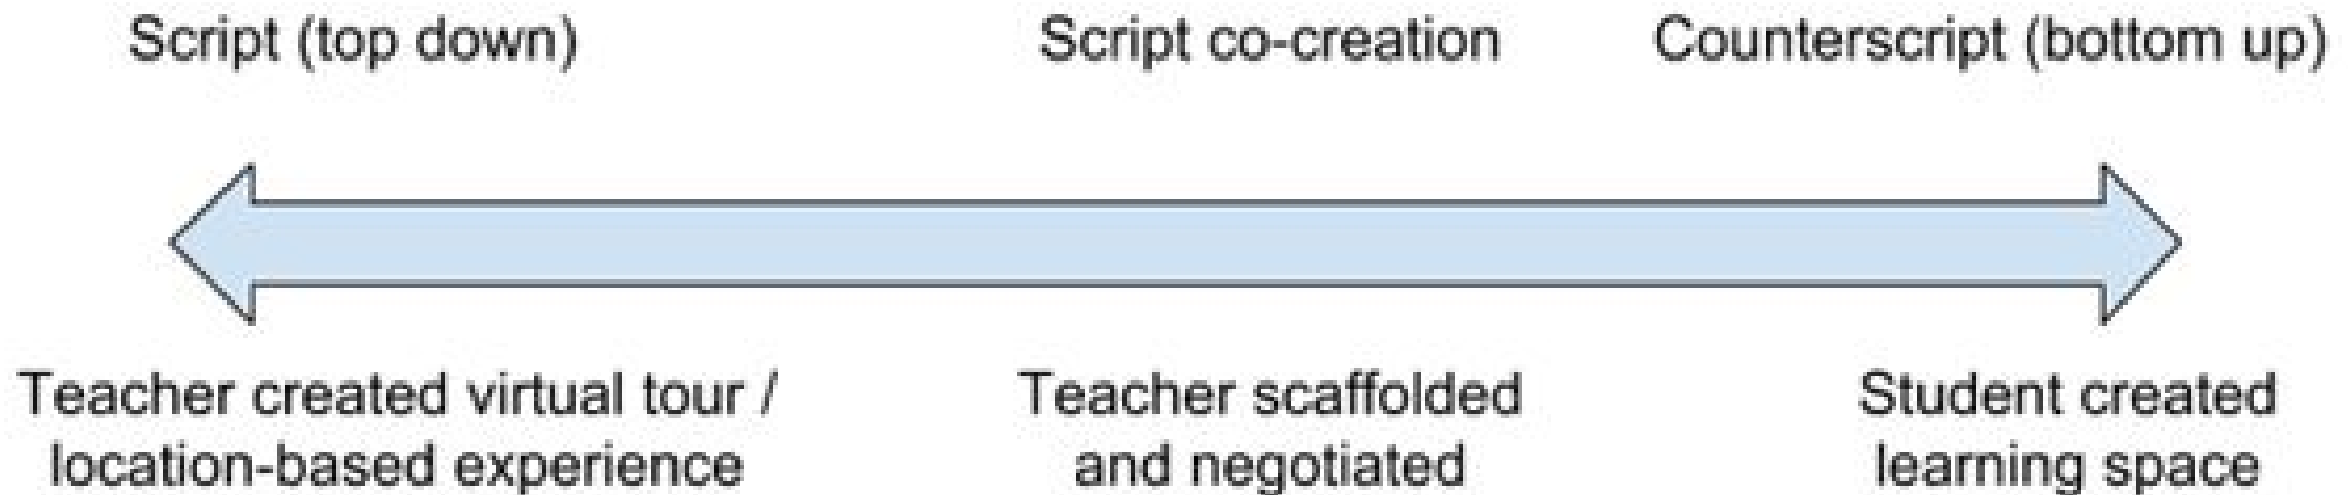 Script (top down)
Script co-creation
Counterscript (bottom up)
Teacher created virtual tour /
location-based experience
Teacher scaffolded
and negotiated
Student created
learning space